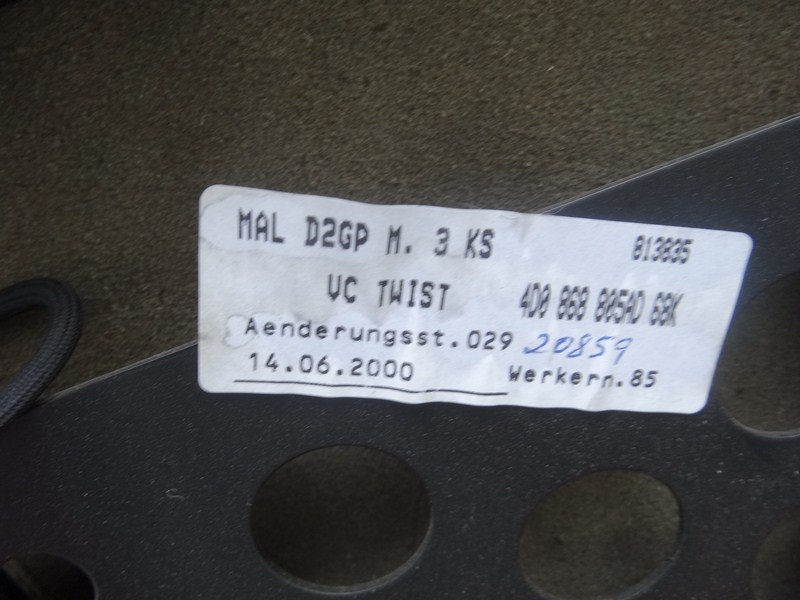 MAL D2GP M. 3 KS 813835
VC TWIST 4D0 868 805AD 68K
Aenderungsst.029 20859
14.06.2000 Werkern.85